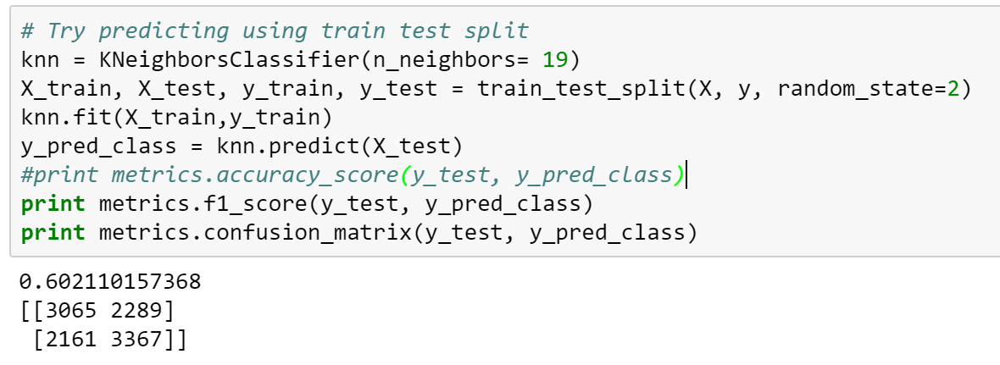 # Try predicting using train test split
knn = KNeighborsClassifier(n_neighbors= 19)
X_train, X_test, y_train, y_test = train_test_split(X, y, random_state=2)
knn.fit(X_train,y_train)
y_pred_class = knn.predict(X_test)
#print metrics.accuracy_score(y_test, y_pred_class)
print metrics.f1_score(y_test, y_pred_class)
print metrics.confusion_matrix(y_test, y_pred_class)
0.602110157368
[[3065 2289]
 [2161 3367]]